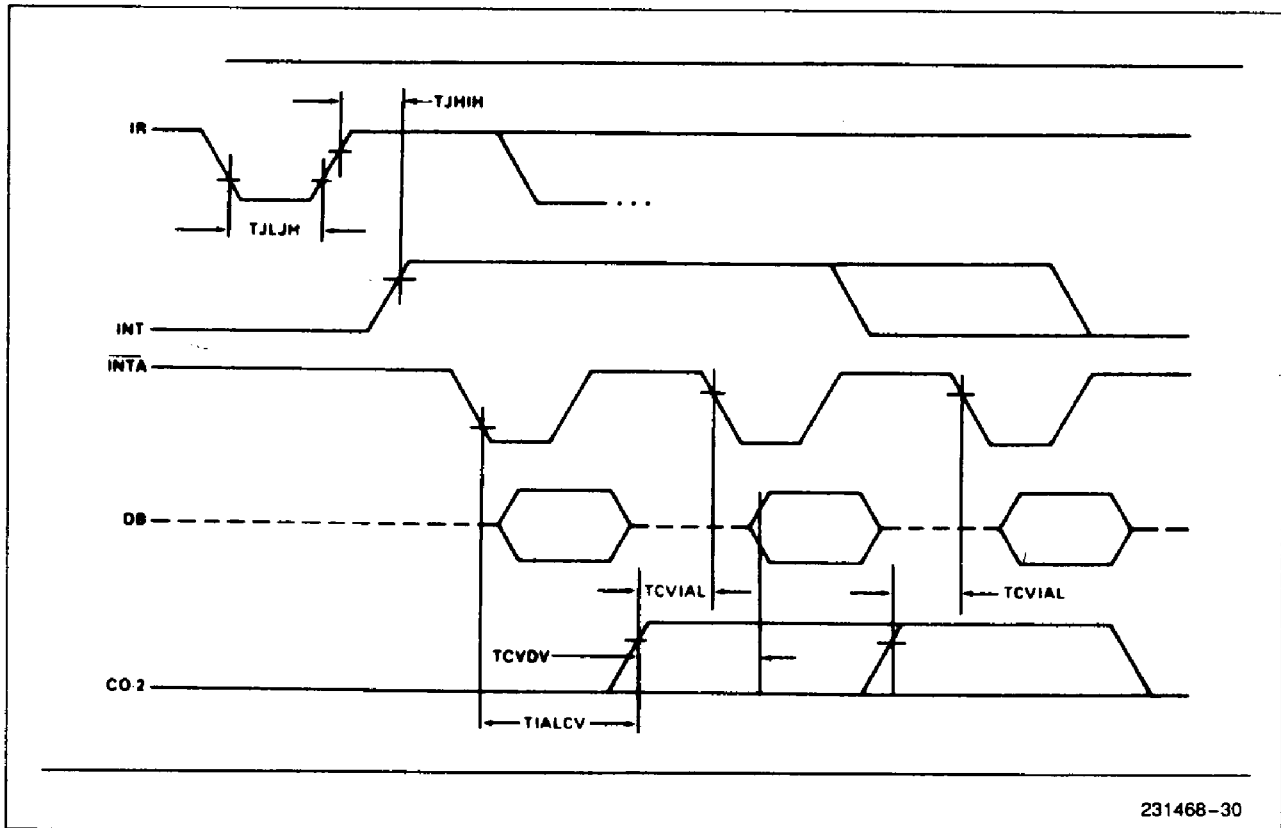 TJHIH
IR
TJLJH
INT
INTA
DB
TCVIAL
TCVIAL
TCVDV
CO-2
TIALCV
231468-30